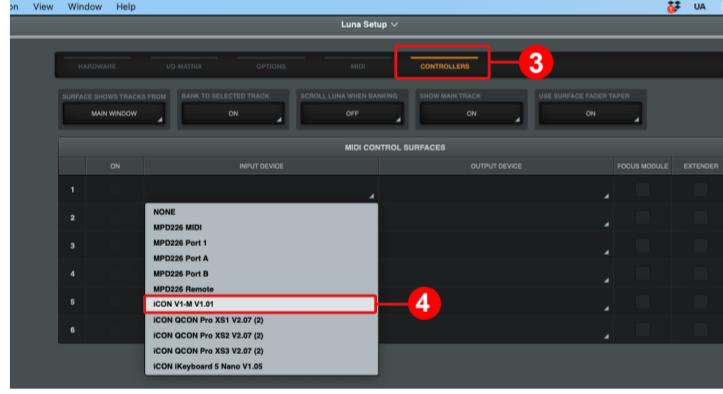 View Window Help UA
Luna Setup
HARDWARE I/O MATRIX OPTIONS MIDI CONTROLLERS 3
SURFACE SHOWS TRACKS FROM BANK TO SELECTED TRACK SCROLL LUNA WHEN BANKING SHOW MAIN TRACK USE SURFACE FADER TAPER
MAIN WINDOW ON OFF ON ON
MIDI CONTROL SURFACES
ON INPUT DEVICE OUTPUT DEVICE FOCUS MODULE EXTENDER
1
NONE
2
MPD226 MIDI
MPD226 Port 1
3
MPD226 Port A
4
MPD226 Port B
MPD226 Remote
5
iCON V1-M V1.01 4
iCON QCON Pro XS1 V2.07 (2)
6
iCON QCON Pro XS2 V2.07 (2)
iCON QCON Pro XS3 V2.07 (2)
iCON iKeyboard 5 Nano V1.05